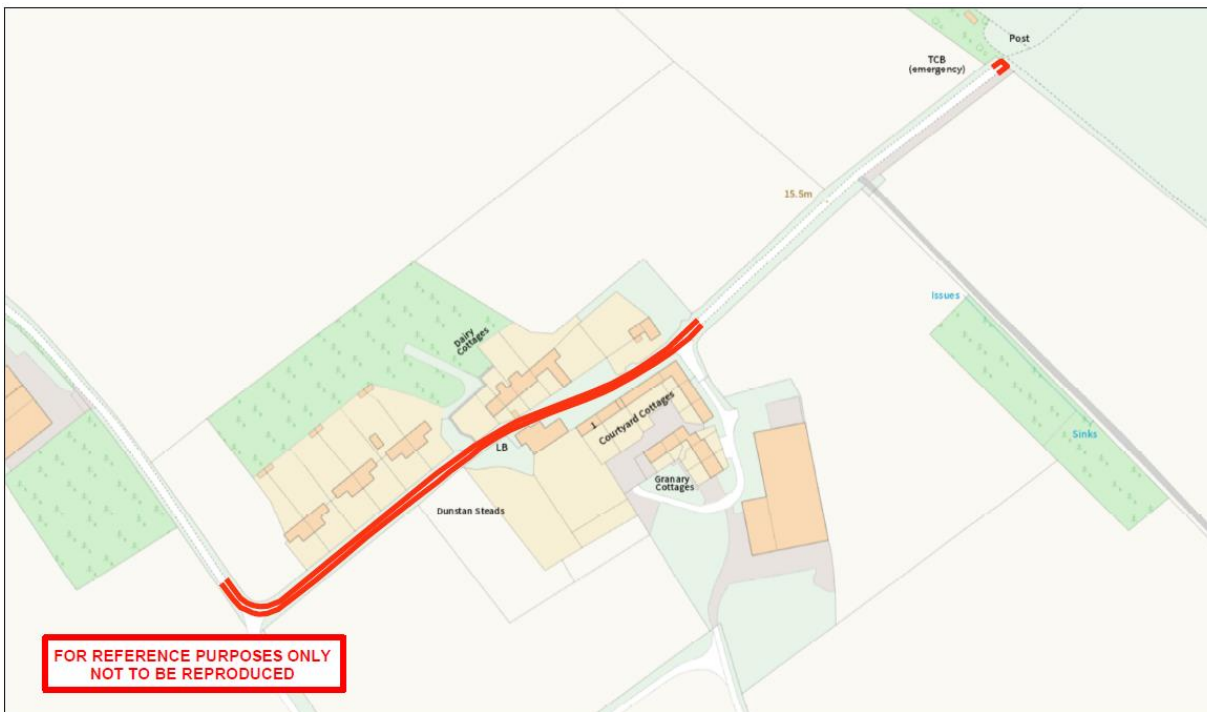 Post
TCB
(emergency)
15.5m
Issues
Dairy
Cottages
1
Courtyard Cottages
Sinks
LB
Granary
Cottages
Dunstan Steads
FOR REFERENCE PURPOSES ONLY
NOT TO BE REPRODUCED